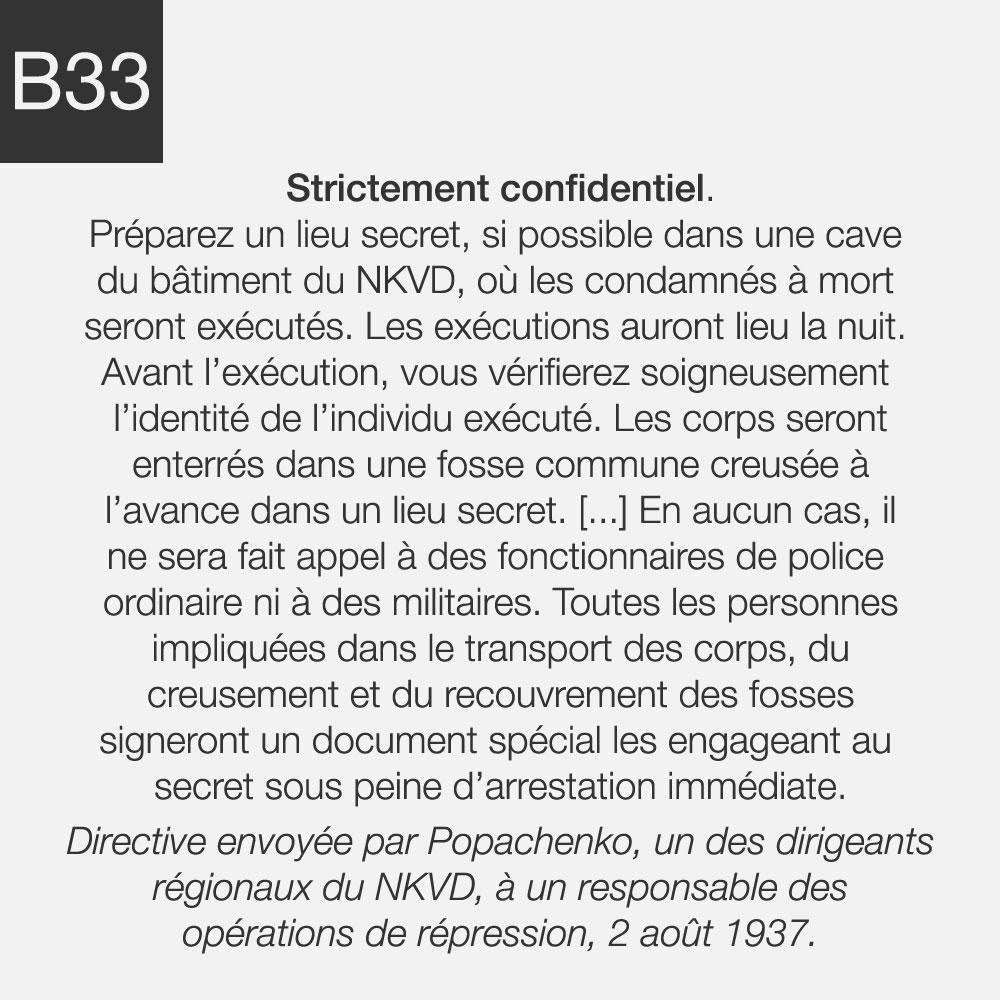 B33
Strictement confidentiel.
Préparez un lieu secret, si possible dans une cave
du bâtiment du NKVD, où les condamnés à mort
seront exécutés. Les exécutions auront lieu la nuit.
Avant l’exécution, vous vérifierez soigneusement
l’identité de l’individu exécuté. Les corps seront
enterrés dans une fosse commune creusée à
l’avance dans un lieu secret. [...] En aucun cas, il
ne sera fait appel à des fonctionnaires de police
ordinaire ni à des militaires. Toutes les personnes
impliquées dans le transport des corps, du
creusement et du recouvrement des fosses
signeront un document spécial les engageant au
secret sous peine d’arrestation immédiate.
Directive envoyée par Popachenko, un des dirigeants
régionaux du NKVD, à un responsable des
opérations de répression, 2 août 1937.